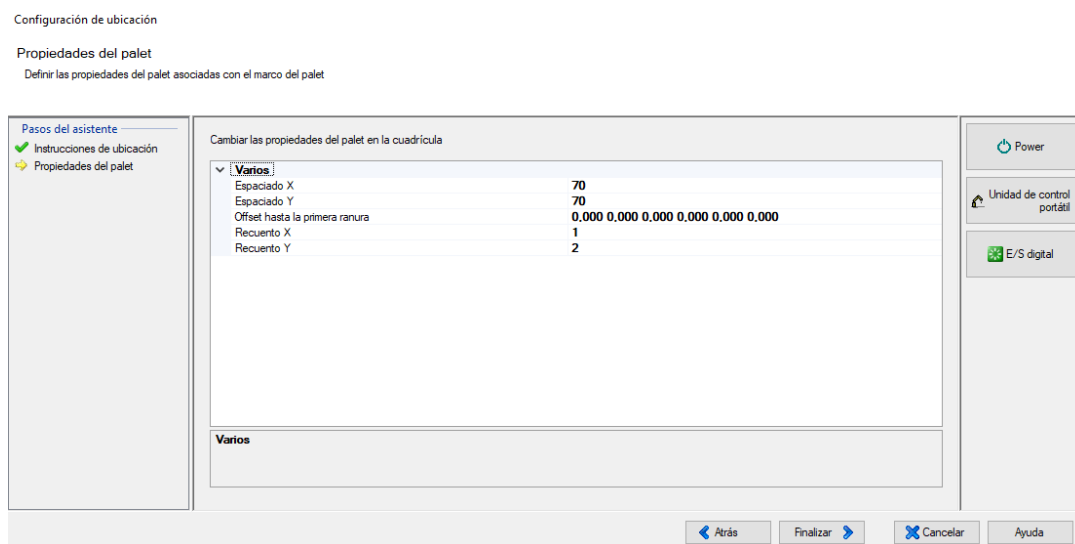 Configuración de ubicación
Propiedades del palet
Definir las propiedades del palet asociadas con el marco del palet
Pasos del asistente
Instrucciones de ubicación
Propiedades del palet
Cambiar las propiedades del palet en la cuadrícula
Varios
Espaciado X 70
Espaciado Y 70
Offset hasta la primera ranura 0,000 0,000 0,000 0,000 0,000 0,000
Recuento X 1
Recuento Y 2
Varios
Power
Unidad de control
portátil
E/S digital
Atrás
Finalizar
Cancelar
Ayuda